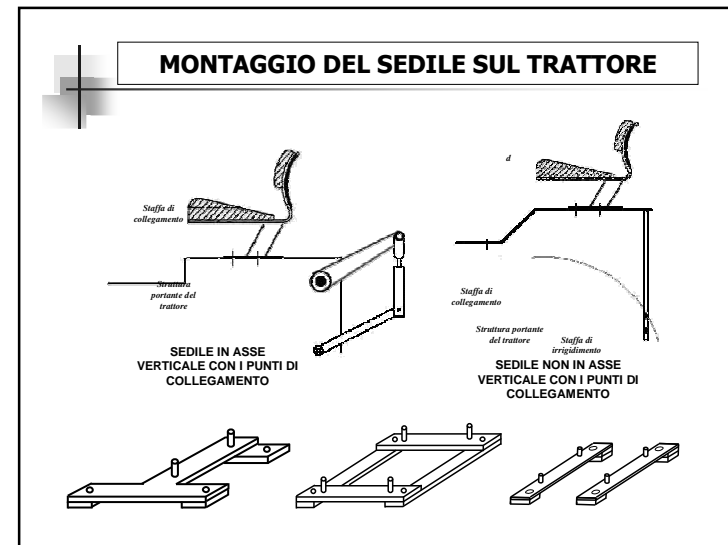 MONTAGGIO DEL SEDILE SUL TRATTORE
Staffa di
collegamento
Struttura
portante del
trattore
SEDILE IN ASSE
VERTICALE CON I PUNTI DI
COLLEGAMENTO
d
Staffa di
collegamento
Struttura portante
del trattore
Staffa di
irrigidimento
SEDILE NON IN ASSE
VERTICALE CON I PUNTI DI
COLLEGAMENTO